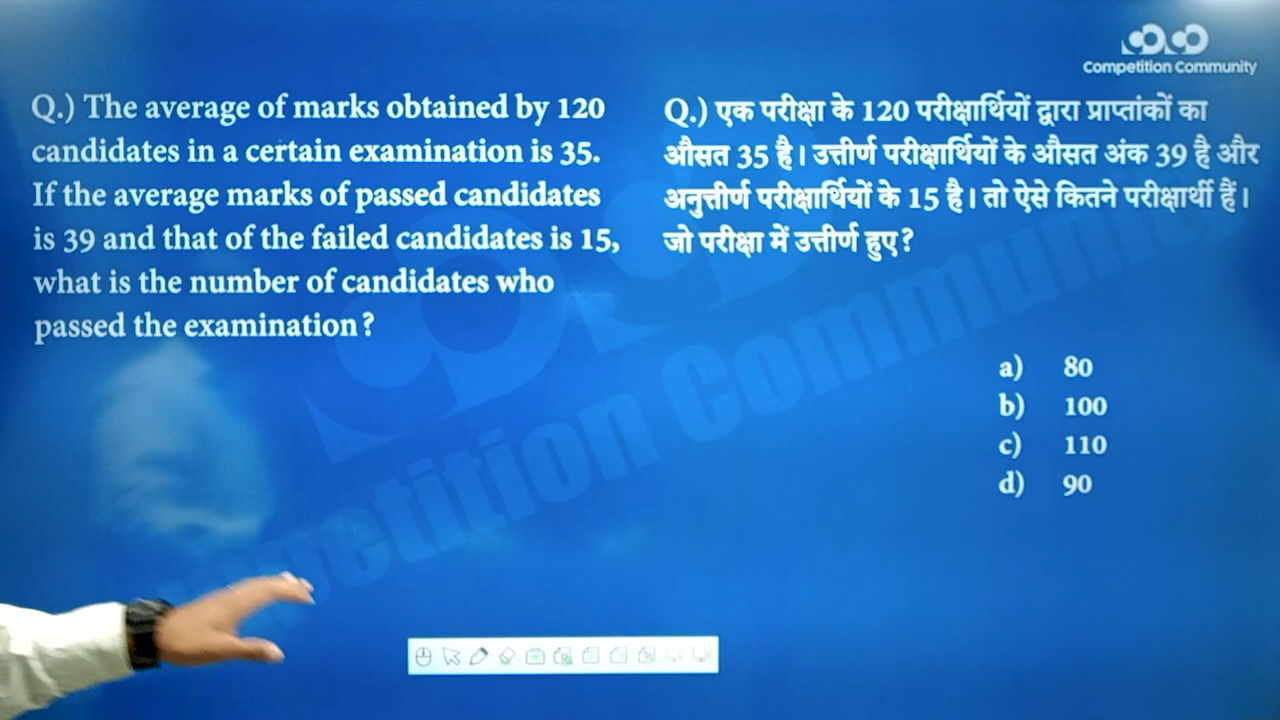 Competition Community
Q.) The average of marks obtained by 120
candidates in a certain examination is 35.
If the average marks of passed candidates
is 39 and that of the failed candidates is 15,
what is the number of candidates who
passed the examination?
Q.) एक परीक्षा के 120 परीक्षार्थियों द्वारा प्राप्तांकों का
औसत 35 है। उत्तीर्ण परीक्षार्थियों के औसत अंक 39 है और
अनुत्तीर्ण परीक्षार्थियों के 15 है। तो ऐसे कितने परीक्षार्थी हैं।
जो परीक्षा में उत्तीर्ण हुए?
a) 80
b) 100
c) 110
d) 90
Competition Community